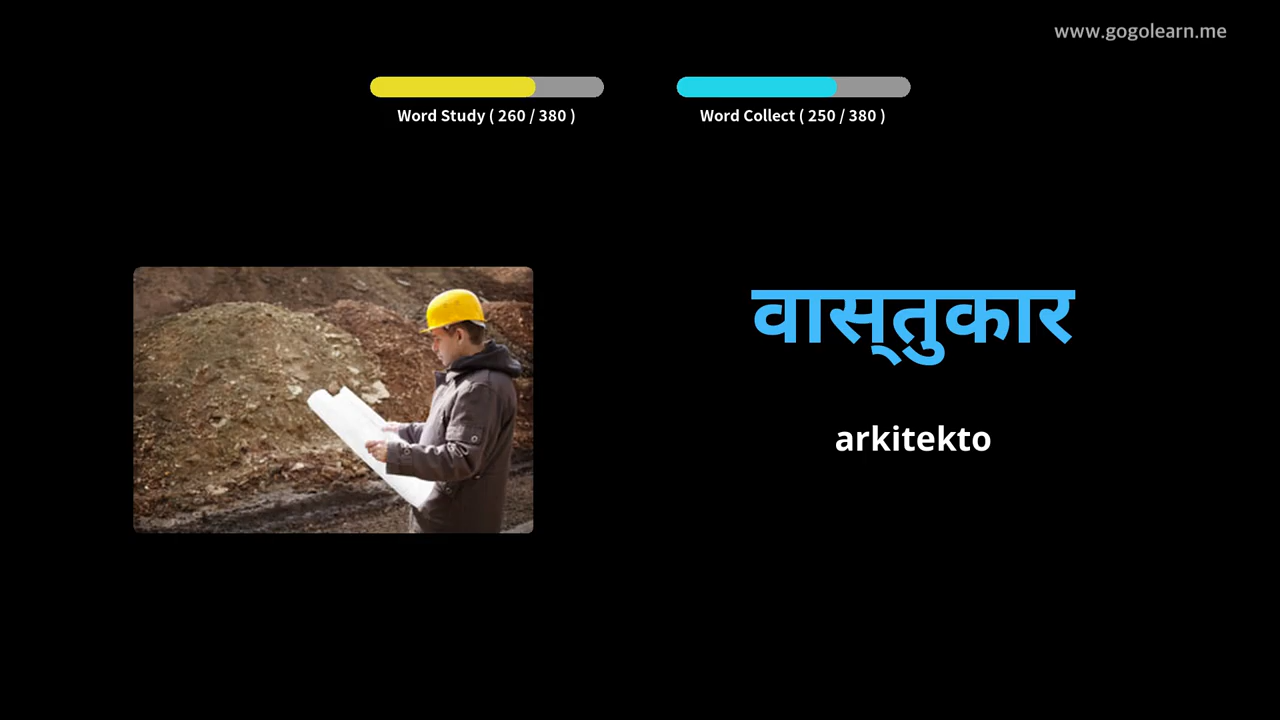 www.gogolearn.me
Word Study ( 260 / 380 )
Word Collect ( 250 / 380 )
वास्‌तुकार
arkitekto